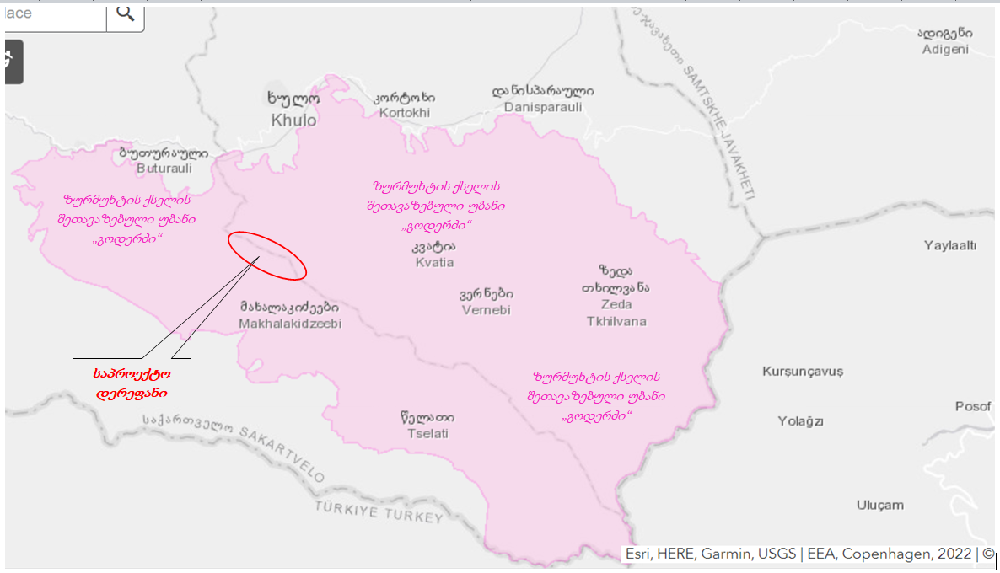 lace
ადიგენი
Adigeni
დანისპარაული
Danisparauli
კორტოხი
Kortokhi
ხულო
Khulo
SAMTSKHE-JAVAKHETI
ბუთურაული
Buturauli
ზურმუხტის ქსელის
შეთავაზებული უბანი
„გოდერძი“
ზურმუხტის ქსელის
შეთავაზებული უბანი
„გოდერძი“
კვატია
Kvatia
Yaylaaltı
ზედა
თხილვანა
Zeda
Tkhilvana
ვერნები
Vernebi
მახალაკიძეები
Makhalakidzeebi
საპროექტო
დერეფანი
ზურმუხტის ქსელის
შეთავაზებული უბანი
„გოდერძი“
Kurşunçavuş
Posof
Yolağzı
წელათი
Tselati
საქართველო SAKARTVELO
TÜRKIYE TURKEY
Uluçam
Esri, HERE, Garmin, USGS | EEA, Copenhagen, 2022 | ©